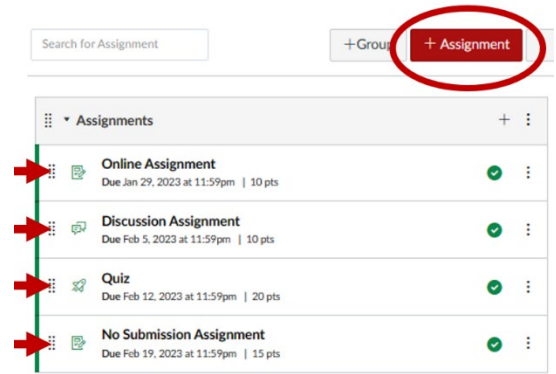 Search for Assignment
+Group
+ Assignment
Assignments
Online Assignment
Due Jan 29, 2023 at 11:59pm | 10 pts
Discussion Assignment
Due Feb 5, 2023 at 11:59pm | 10 pts
Quiz
Due Feb 12, 2023 at 11:59pm | 20 pts
No Submission Assignment
Due Feb 19, 2023 at 11:59pm | 15 pts